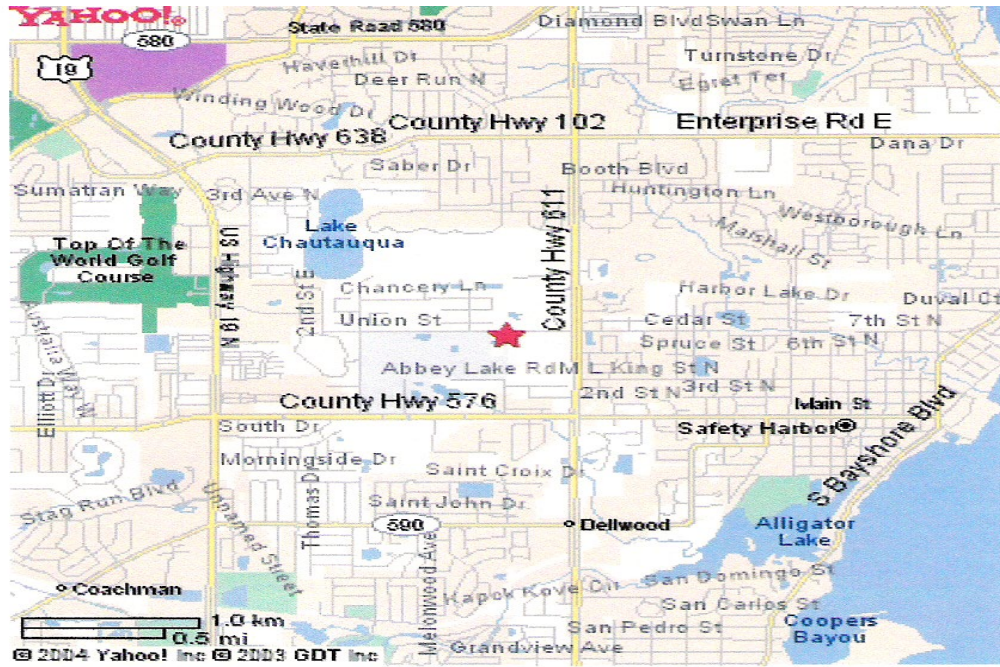 YAHOO!®
Diamond Blvd Swan Ln
State Road 580
580
19
Haverhill Dr
Turnstone Dr
Deer Run N
Egret Ter
Winding Wood Dr
County Hwy 102
Enterprise Rd E
County Hwy 638
Dana Dr
Saber Dr
Booth Blvd
Sumatran Way
3rd Ave N
Huntington Ln
Westborough Ln
Lake
Chautauqua
Marshall St
Top Of The
World Golf
Course
US Highway 19 N
County Hwy 611
2nd St E
Chancery Ln
Harbor Lake Dr
Duval Ct
Union St
Cedar St
7th St N
Australia Way W
Spruce St
6th St N
Abbey Lake Rd
M L King St N
Elliott Dr
2nd St N
3rd St N
County Hwy 576
Main St
South Dr
Safety Harbor
S Bayshore Blvd
Morningside Dr
Saint Croix Dr
Stag Run Blvd
Unnamed Street
Thomas Dr
Saint John Dr
590
Dellwood
Alligator
Lake
Melonwood Ave
Coachman
Kapok Kove Cir
San Domingo St
San Carlos St
1.0 km
San Pedro St
Coopers
Bayou
0.5 mi
Grandview Ave
© 2004 Yahoo! Inc © 2003 GDT Inc